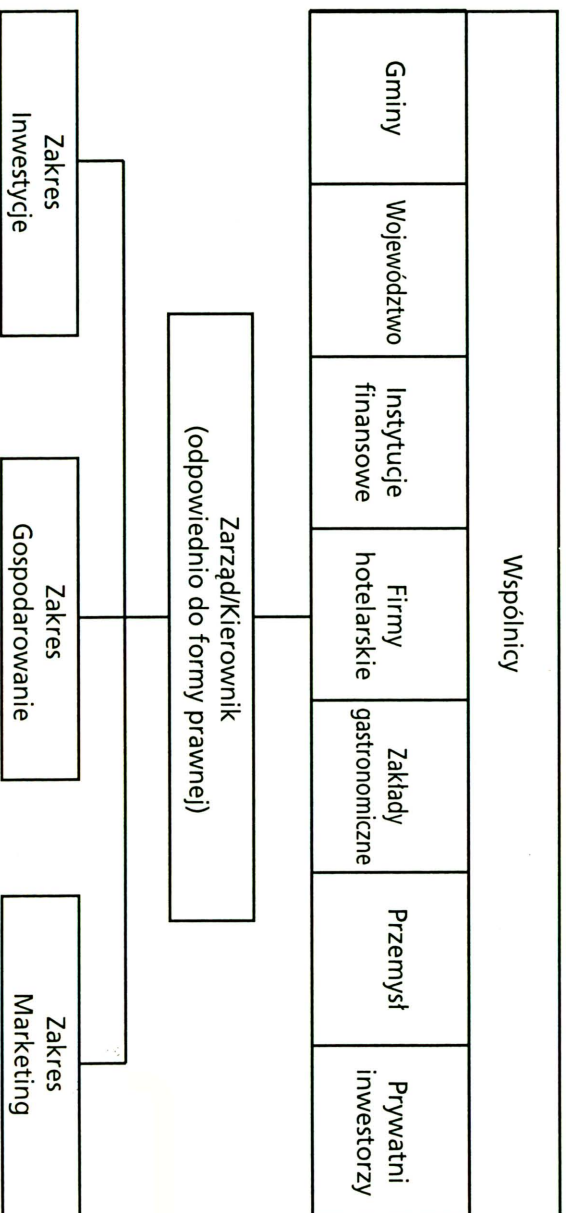 Wspólnicy
Gminy
Województwo
Instytucje
finansowe
Firmy
hotelarskie
Zakłady
gastronomiczne
Przemysł
Prywatni
inwestorzy
Zarząd/Kierownik
(odpowiednio do formy prawnej)
Zakres
Inwestycje
Zakres
Gospodarowanie
Zakres
Marketing